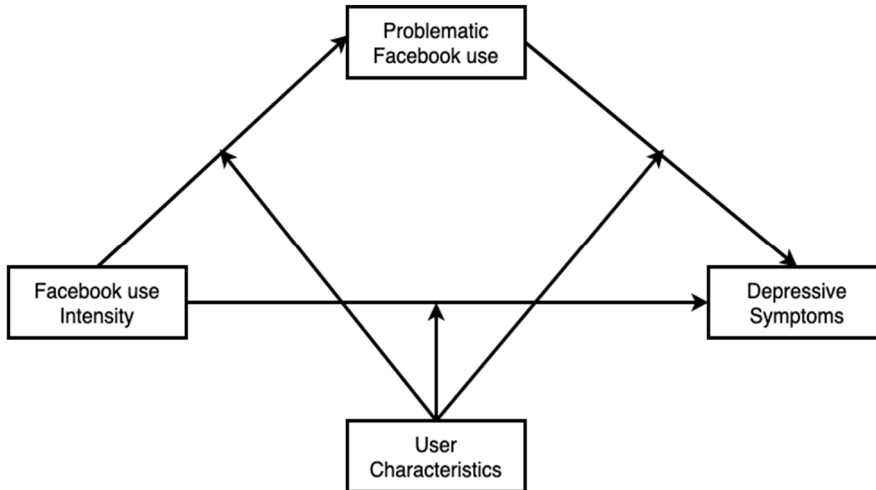 Problematic
Facebook use
Facebook use
Intensity
Depressive
Symptoms
User
Characteristics